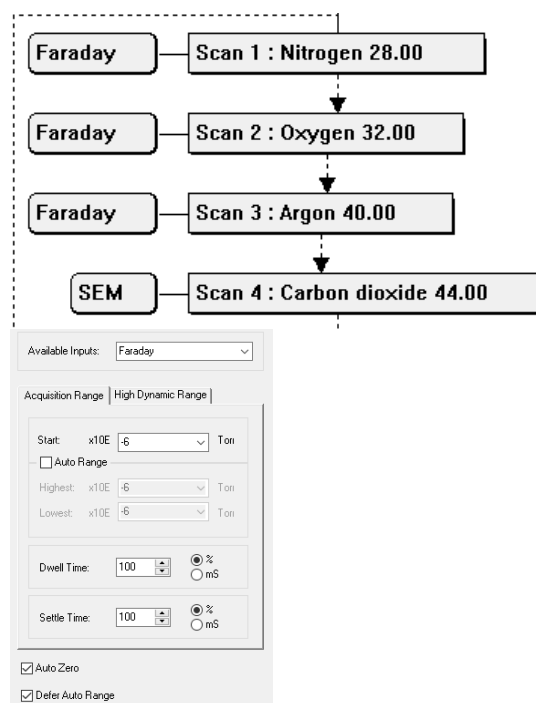 Faraday Scan 1 : Nitrogen 28.00
Faraday Scan 2 : Oxygen 32.00
Faraday Scan 3 : Argon 40.00
SEM Scan 4 : Carbon dioxide 44.00
Available Inputs: Faraday
Acquisition Range High Dynamic Range
Start: x10E -6 Torr
Auto Range
Highest: x10E -6 Torr
Lowest: x10E -6 Torr
Dwell Time: 100 %
mS
Settle Time: 100 %
mS
Auto Zero
Defer Auto Range